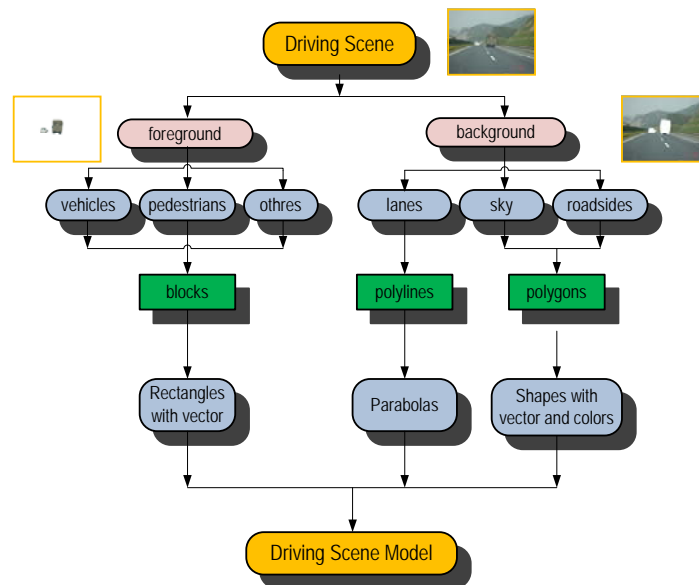 Driving Scene
foreground
background
vehicles
pedestrians
othres
lanes
sky
roadsides
blocks
polylines
polygons
Rectangles
with vector
Parabolas
Shapes with
vector and colors
Driving Scene Model